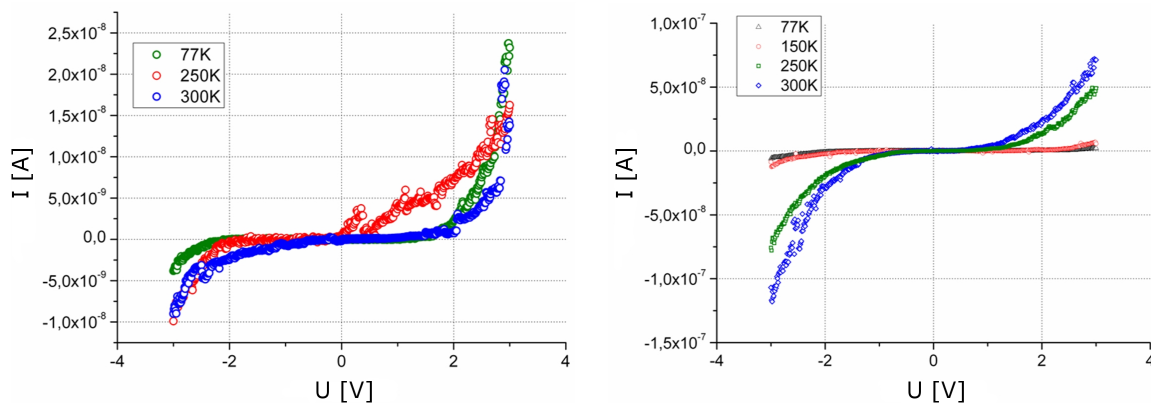 2,5x10⁻⁸
2,0x10⁻⁸
1,5x10⁻⁸
1,0x10⁻⁸
5,0x10⁻⁹
0,0
-5,0x10⁻⁹
-1,0x10⁻⁸
I [A]
77K
250K
300K
-4 -2 0 2 4
U [V]
1,0x10⁻⁷
5,0x10⁻⁸
0,0
-5,0x10⁻⁸
-1,0x10⁻⁷
-1,5x10⁻⁷
I [A]
77K
150K
250K
300K
-4 -2 0 2 4
U [V]